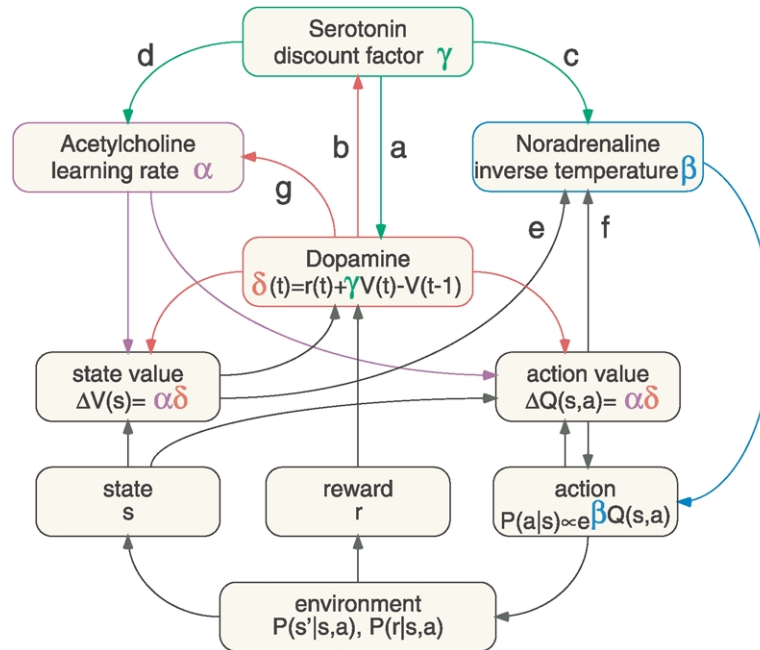 Serotonin
discount factor γ
d
c
Acetylcholine
learning rate α
b
a
Noradrenaline
inverse temperature β
g
e
f
Dopamine
δ(t)=r(t)+γV(t)-V(t-1)
state value
ΔV(s)= αδ
action value
ΔQ(s,a)= αδ
state
s
reward
r
action
P(a|s)∝e βQ(s,a)
environment
P(s'|s,a), P(r|s,a)